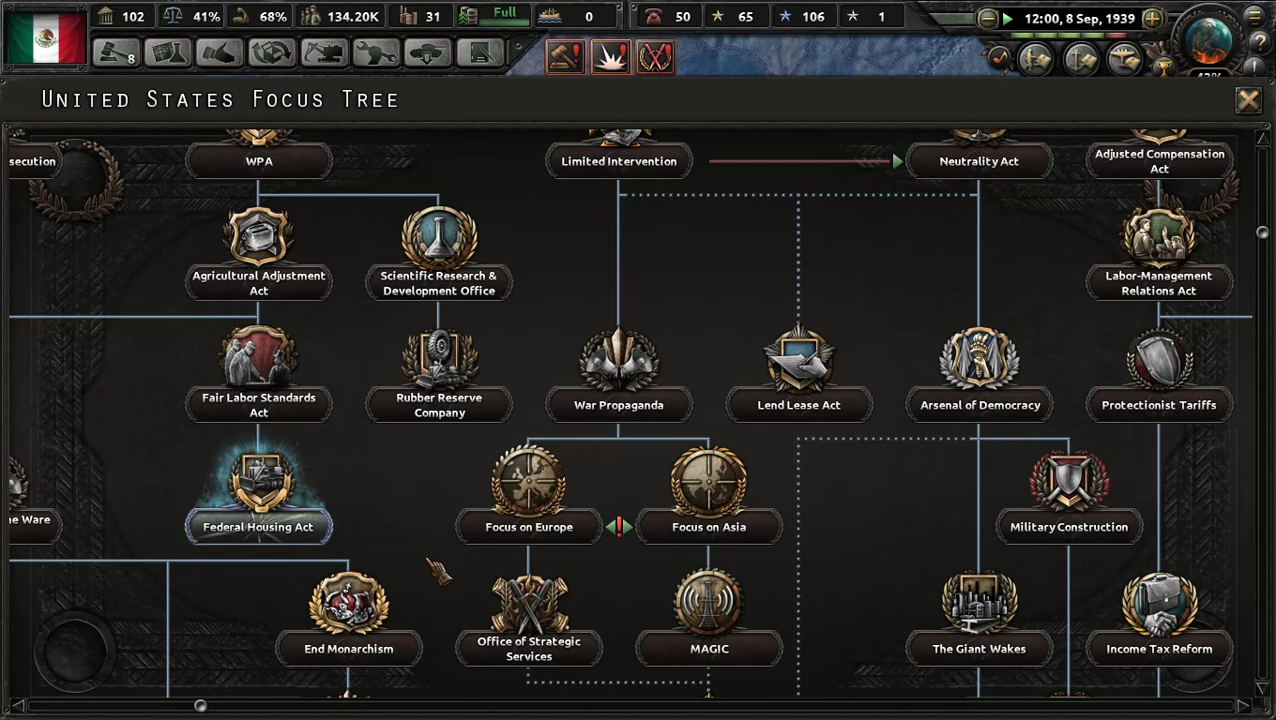 102
41%
68%
134.20K
31
Full
0
50
65
106
1
12:00, 8 Sep, 1939
8
United States Focus Tree
secution
WPA
Limited Intervention
Neutrality Act
Adjusted Compensation
Act
Agricultural Adjustment
Act
Scientific Research &
Development Office
Labor-Management
Relations Act
Fair Labor Standards
Act
Rubber Reserve
Company
War Propaganda
Lend Lease Act
Arsenal of Democracy
Protectionist Tariffs
ne Ware
Federal Housing Act
Focus on Europe
Focus on Asia
Military Construction
End Monarchism
Office of Strategic
Services
MAGIC
The Giant Wakes
Income Tax Reform